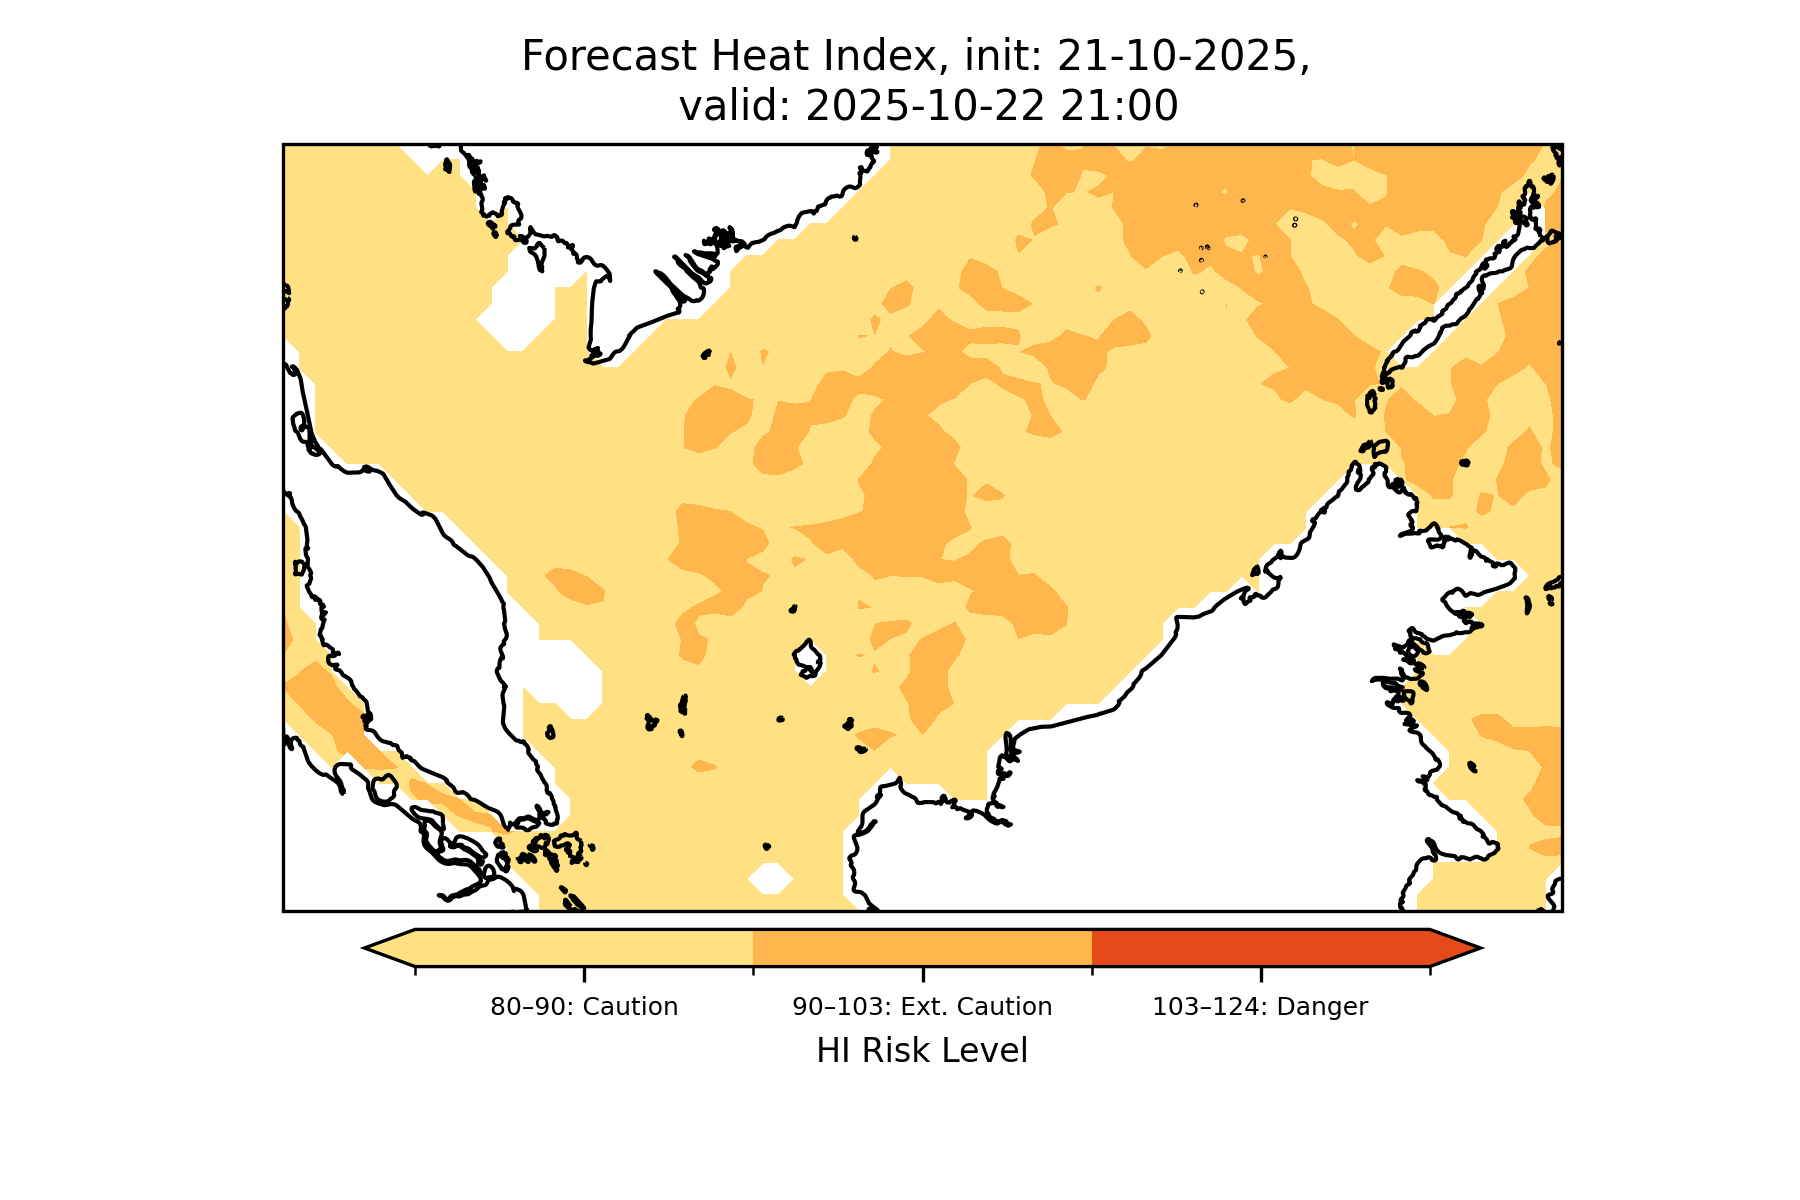 Forecast Heat Index, init: 21-10-2025,
valid: 2025-10-22 21:00
80–90: Caution
90–103: Ext. Caution
103–124: Danger
HI Risk Level